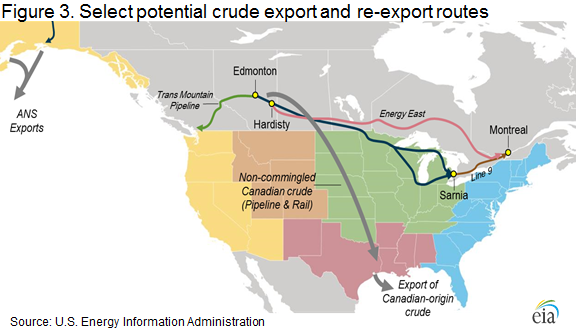 Figure 3. Select potential crude export and re-export routes
Edmonton
Trans Mountain
Pipeline
ANS
Exports
Energy East
Hardisty
Montreal
Non-commingled
Canadian crude
(Pipeline & Rail)
Line 9
Sarnia
Export of
Canadian-origin
crude
Source: U.S. Energy Information Administration
eia